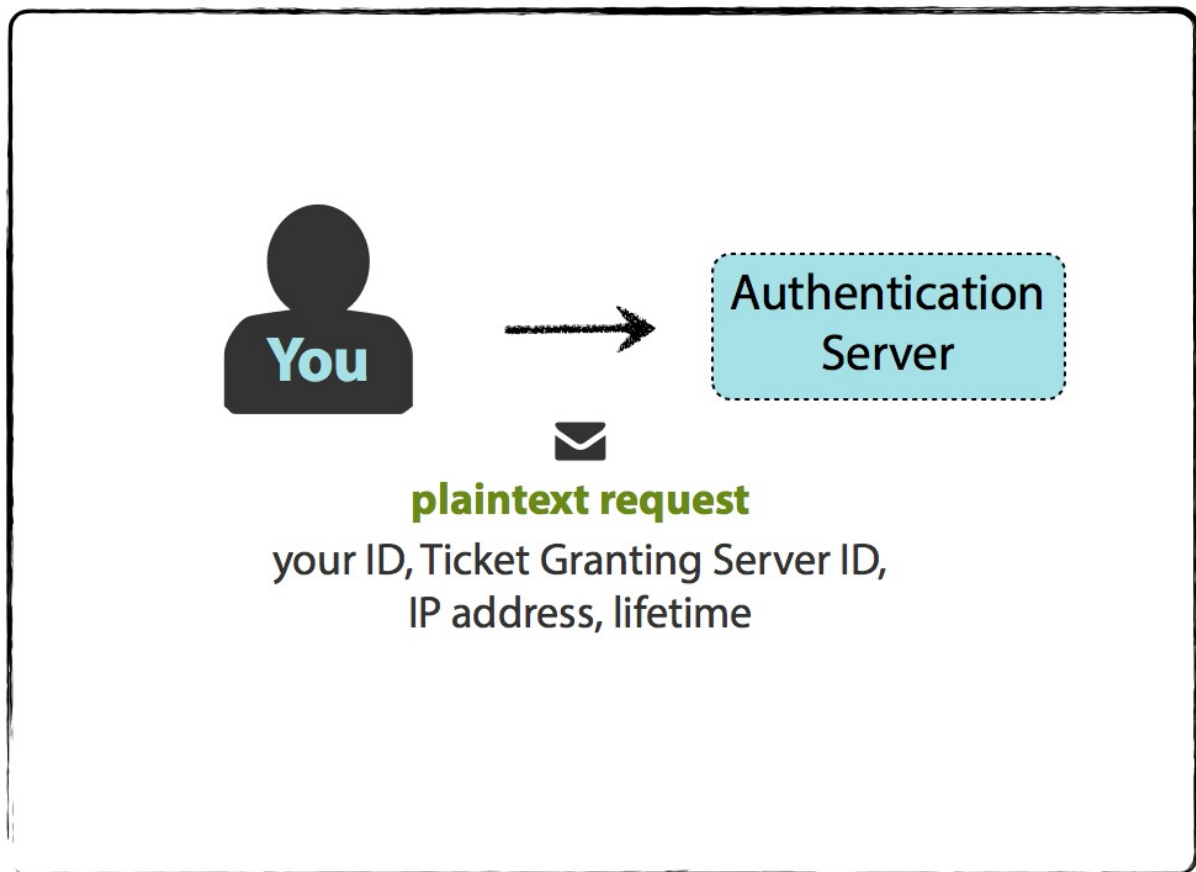 You
Authentication
Server
plaintext request
your ID, Ticket Granting Server ID,
IP address, lifetime